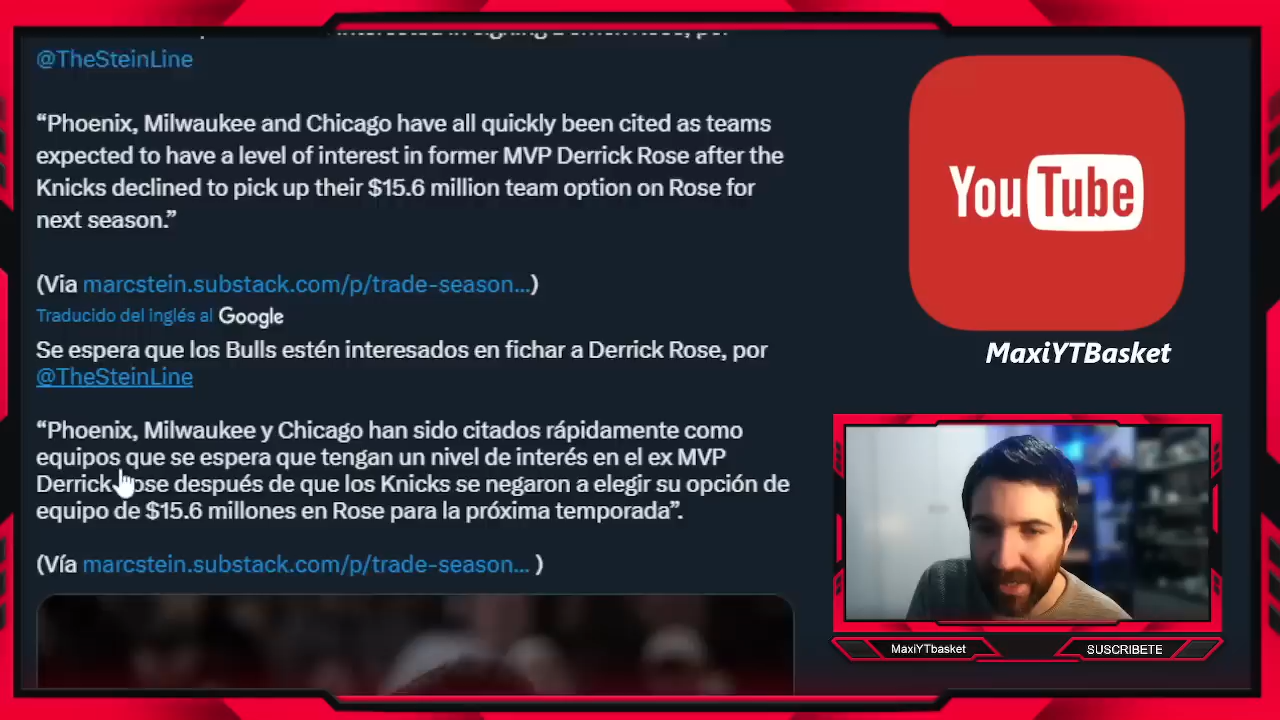 @TheSteinLine
“Phoenix, Milwaukee and Chicago have all quickly been cited as teams
expected to have a level of interest in former MVP Derrick Rose after the
Knicks declined to pick up their $15.6 million team option on Rose for
next season.”
(Via marcstein.substack.com/p/trade-season...)
Traducido del inglés al Google
Se espera que los Bulls estén interesados en fichar a Derrick Rose, por
@TheSteinLine
“Phoenix, Milwaukee y Chicago han sido citados rápidamente como
equipos que se espera que tengan un nivel de interés en el ex MVP
Derrick Rose después de que los Knicks se negaron a elegir su opción de
equipo de $15.6 millones en Rose para la próxima temporada”.
(Vía marcstein.substack.com/p/trade-season... )
YouTube
MaxiYTBasket
MaxiYTbasket
SUSCRIBETE